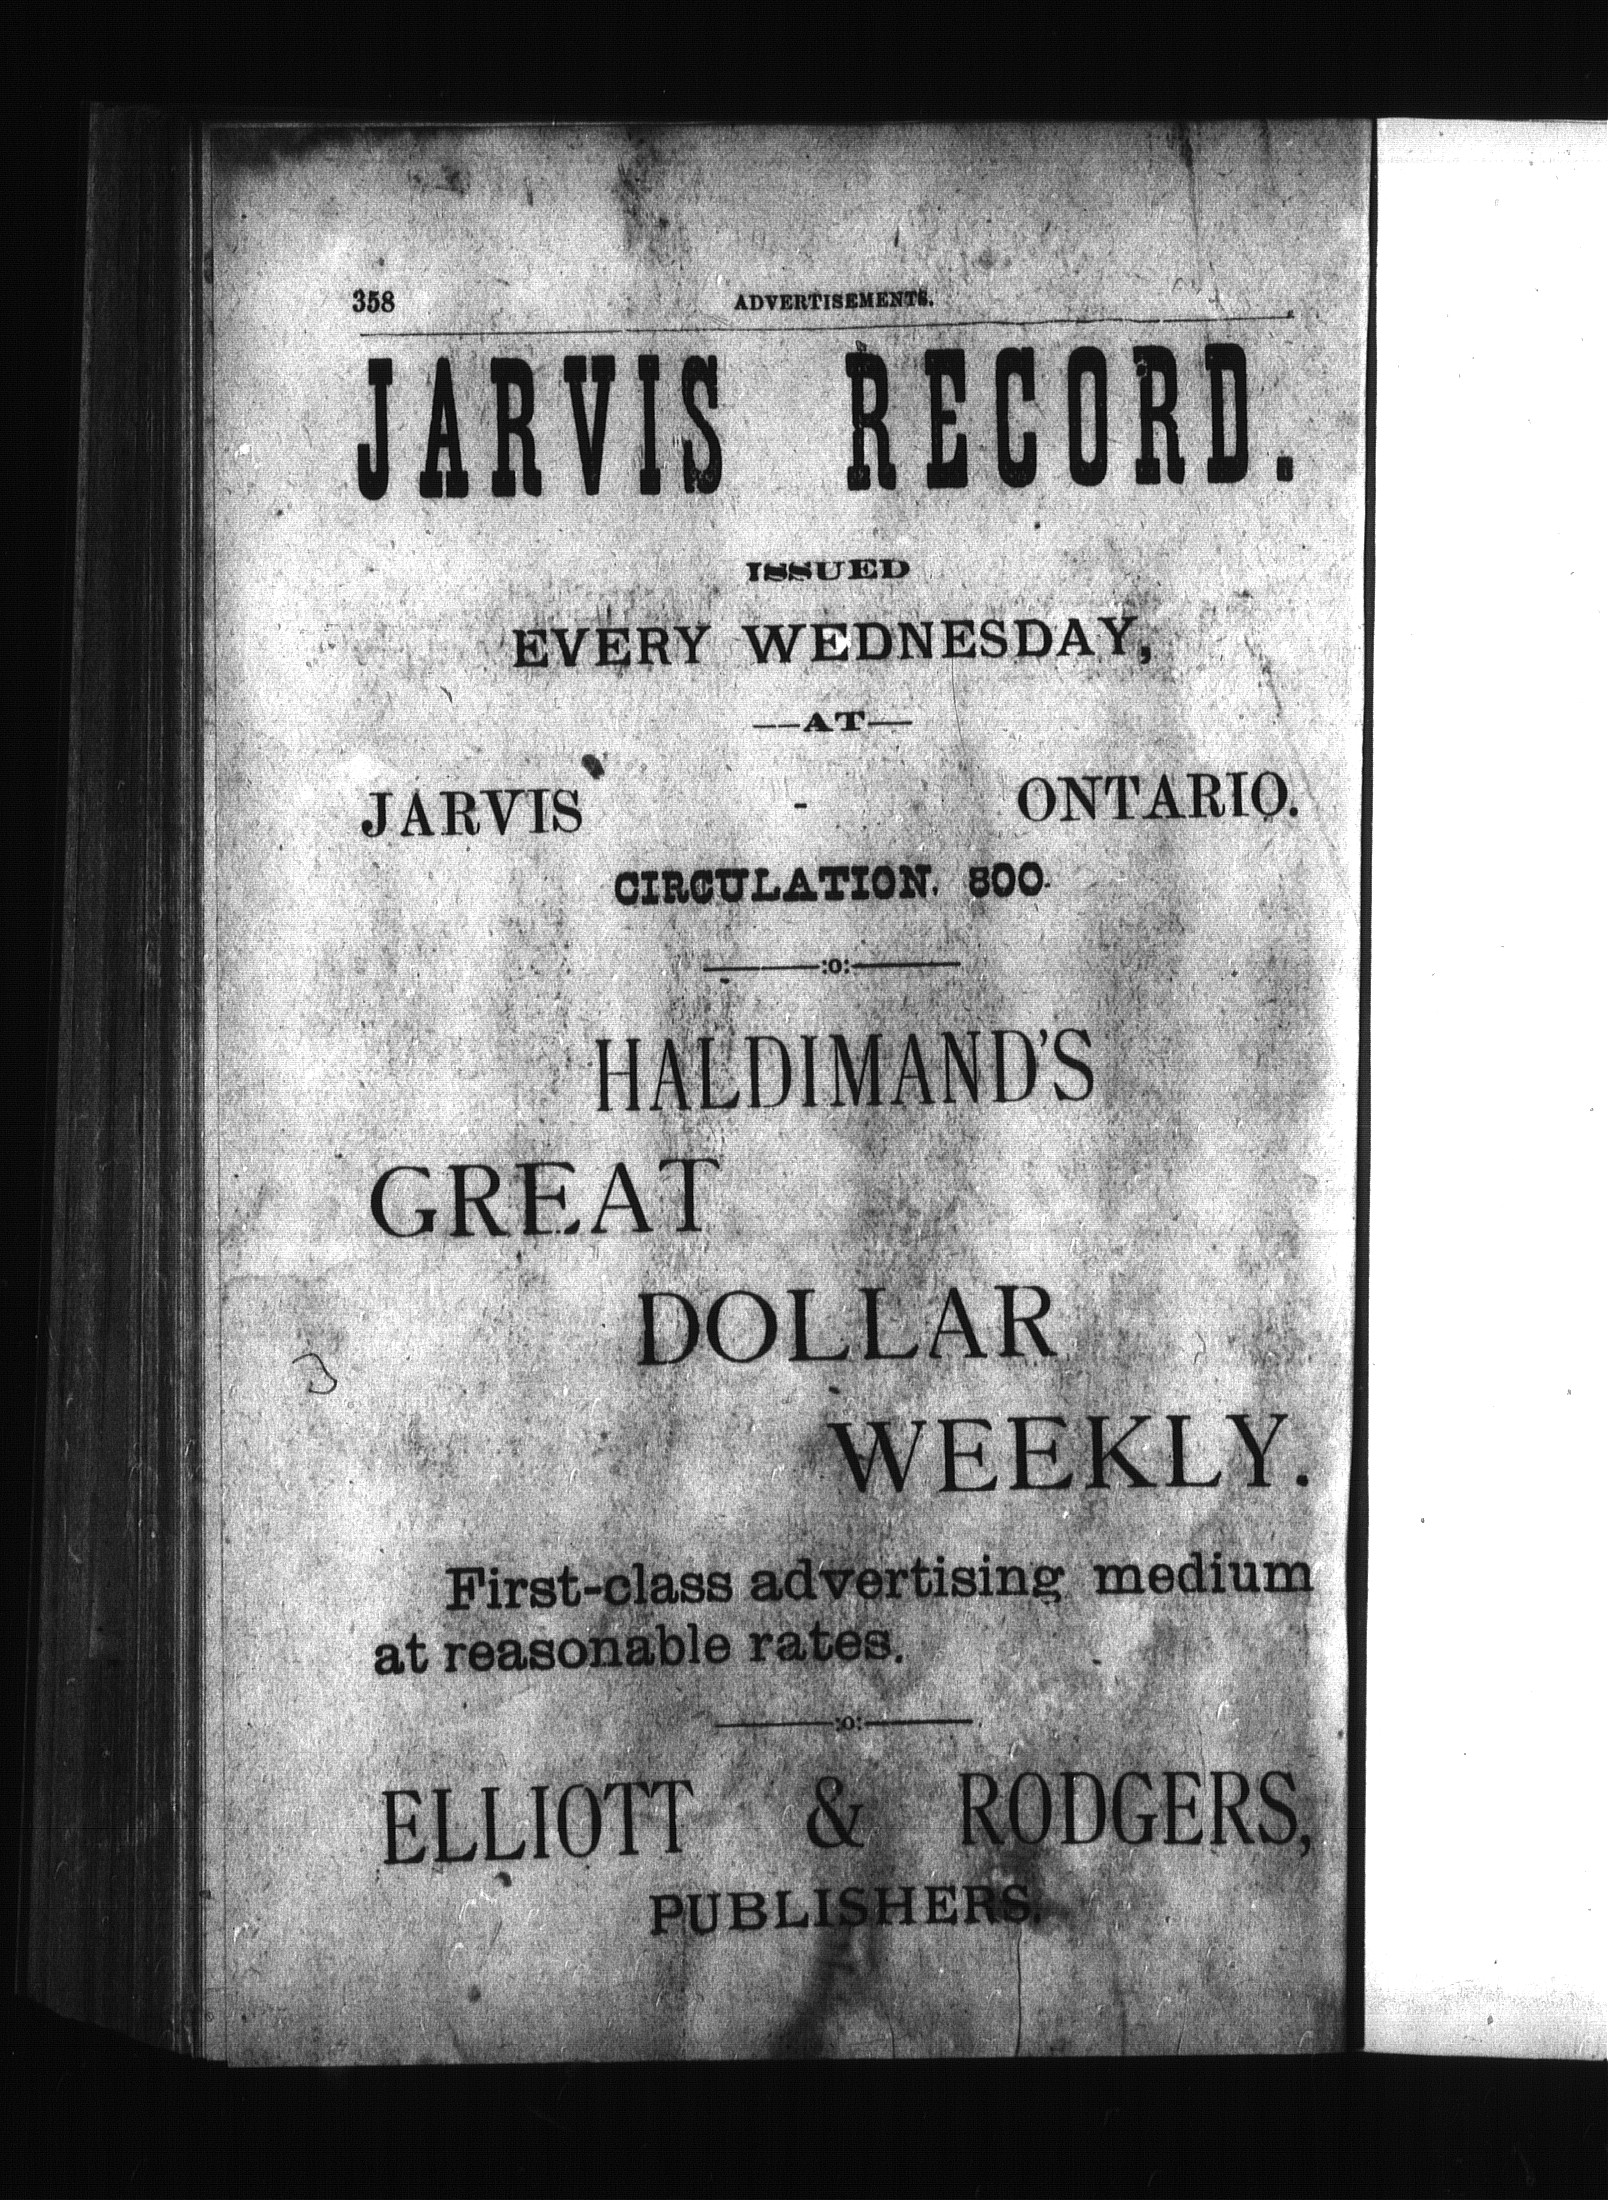 358 ADVERTISEMENTS.
JARVIS RECORD.
ISSUED
EVERY WEDNESDAY,
—AT—
JARVIS - ONTARIO.
CIRCULATION, 800.
———:o:———
HALDIMAND'S
GREAT
DOLLAR
WEEKLY.
First-class advertising medium
at reasonable rates.
———:o:———
ELLIOTT & RODGERS,
PUBLISHERS.